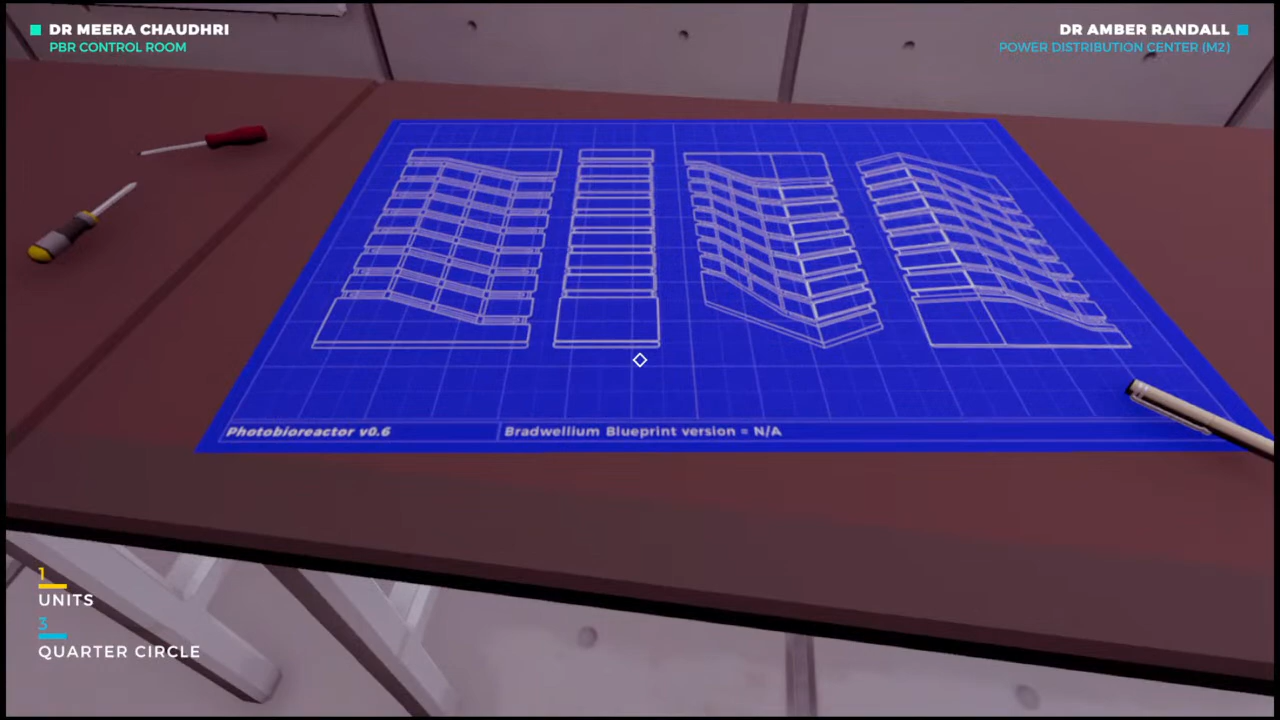 DR MEERA CHAUDHRI
PBR CONTROL ROOM
DR AMBER RANDALL
POWER DISTRIBUTION CENTER (M2)
Photobioreactor v0.6
Bradwellium Blueprint version = N/A
1
UNITS
3
QUARTER CIRCLE